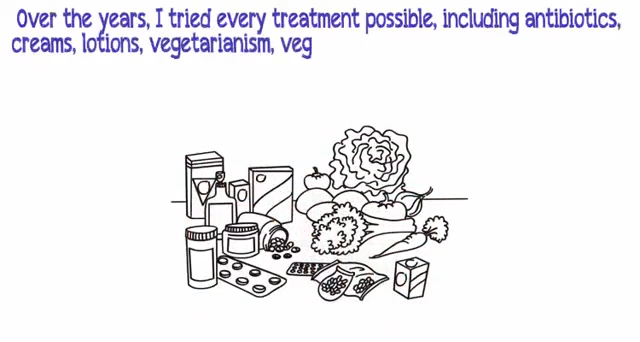 Over the years, I tried every treatment possible, including antibiotics,
creams, lotions, vegetarianism, veg